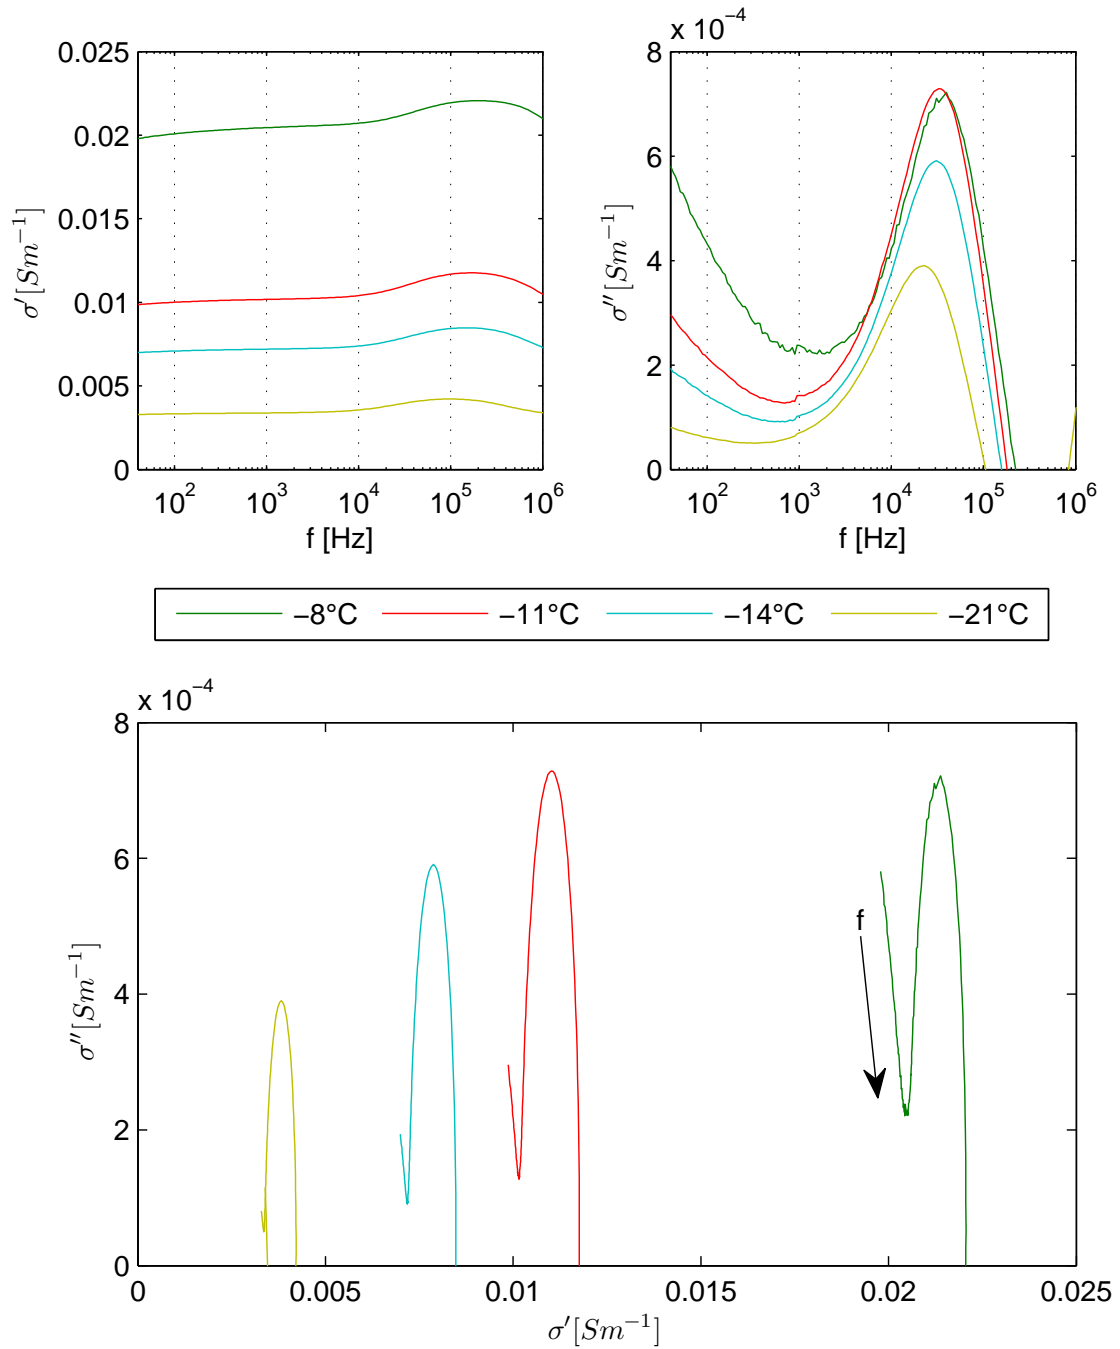 x 10⁻⁴
0.025
0.02
0.015
0.01
0.005
0
σ′[Sm⁻¹]
10² 10³ 10⁴ 10⁵ 10⁶
f [Hz]
8
6
4
2
0
σ″[Sm⁻¹]
10² 10³ 10⁴ 10⁵ 10⁶
f [Hz]
−8°C −11°C −14°C −21°C
x 10⁻⁴
8
6
4
2
0
σ″[Sm⁻¹]
f
0 0.005 0.01 0.015 0.02 0.025
σ′[Sm⁻¹]